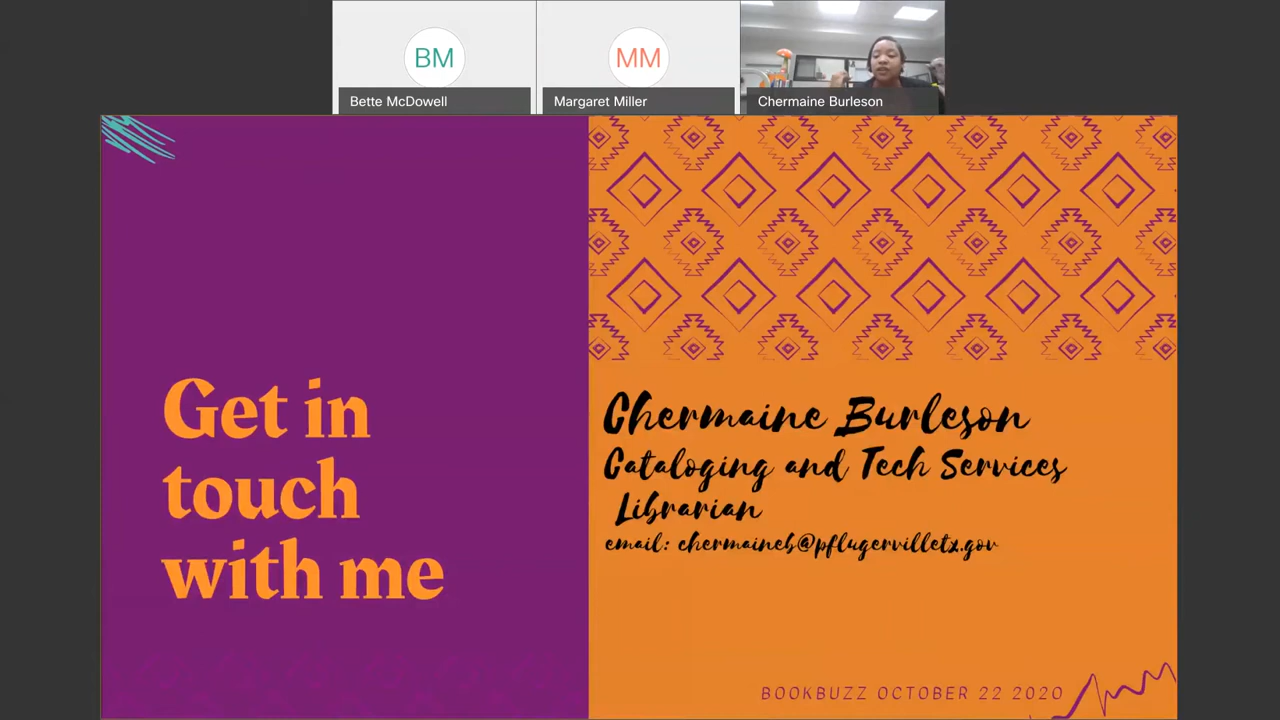 BM
MM
Bette McDowell
Margaret Miller
Chermaine Burleson
Get in
touch
with me
Chermaine Burleson
Cataloging and Tech Services
Librarian
email: chermaineb@pflugervilletx.gov
BOOKBUZZ OCTOBER 22 2020